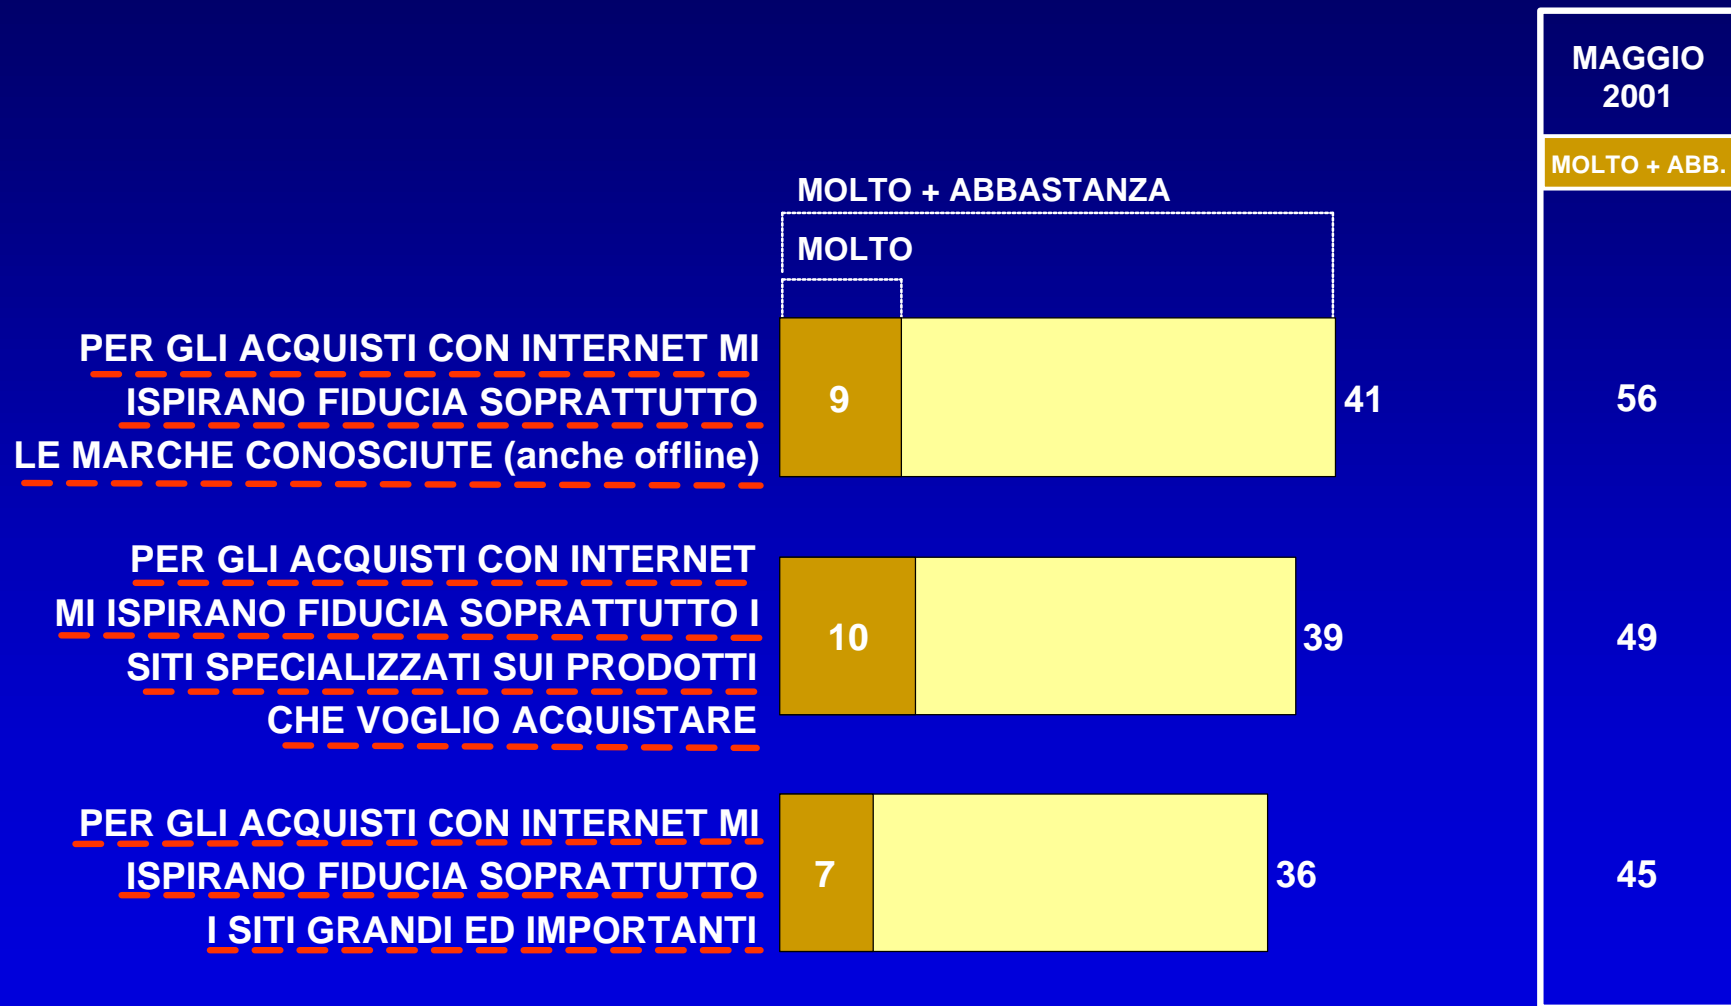 MAGGIO
2001
MOLTO + ABB.
MOLTO + ABBASTANZA
MOLTO
PER GLI ACQUISTI CON INTERNET MI
ISPIRANO FIDUCIA SOPRATTUTTO
LE MARCHE CONOSCIUTE (anche offline)
9
41
56
PER GLI ACQUISTI CON INTERNET
MI ISPIRANO FIDUCIA SOPRATTUTTO I
SITI SPECIALIZZATI SUI PRODOTTI
CHE VOGLIO ACQUISTARE
10
39
49
PER GLI ACQUISTI CON INTERNET MI
ISPIRANO FIDUCIA SOPRATTUTTO
I SITI GRANDI ED IMPORTANTI
7
36
45